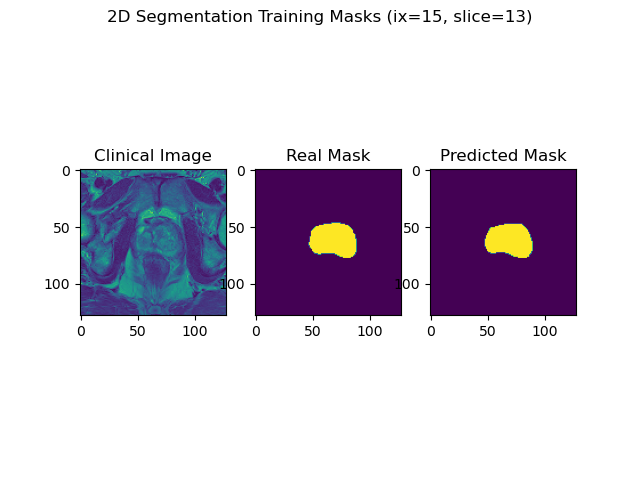 2D Segmentation Training Masks (ix=15, slice=13)
Clinical Image Real Mask Predicted Mask
0 0 0
50 50 50
100 100 100
0 50 100 0 50 100 0 50 100